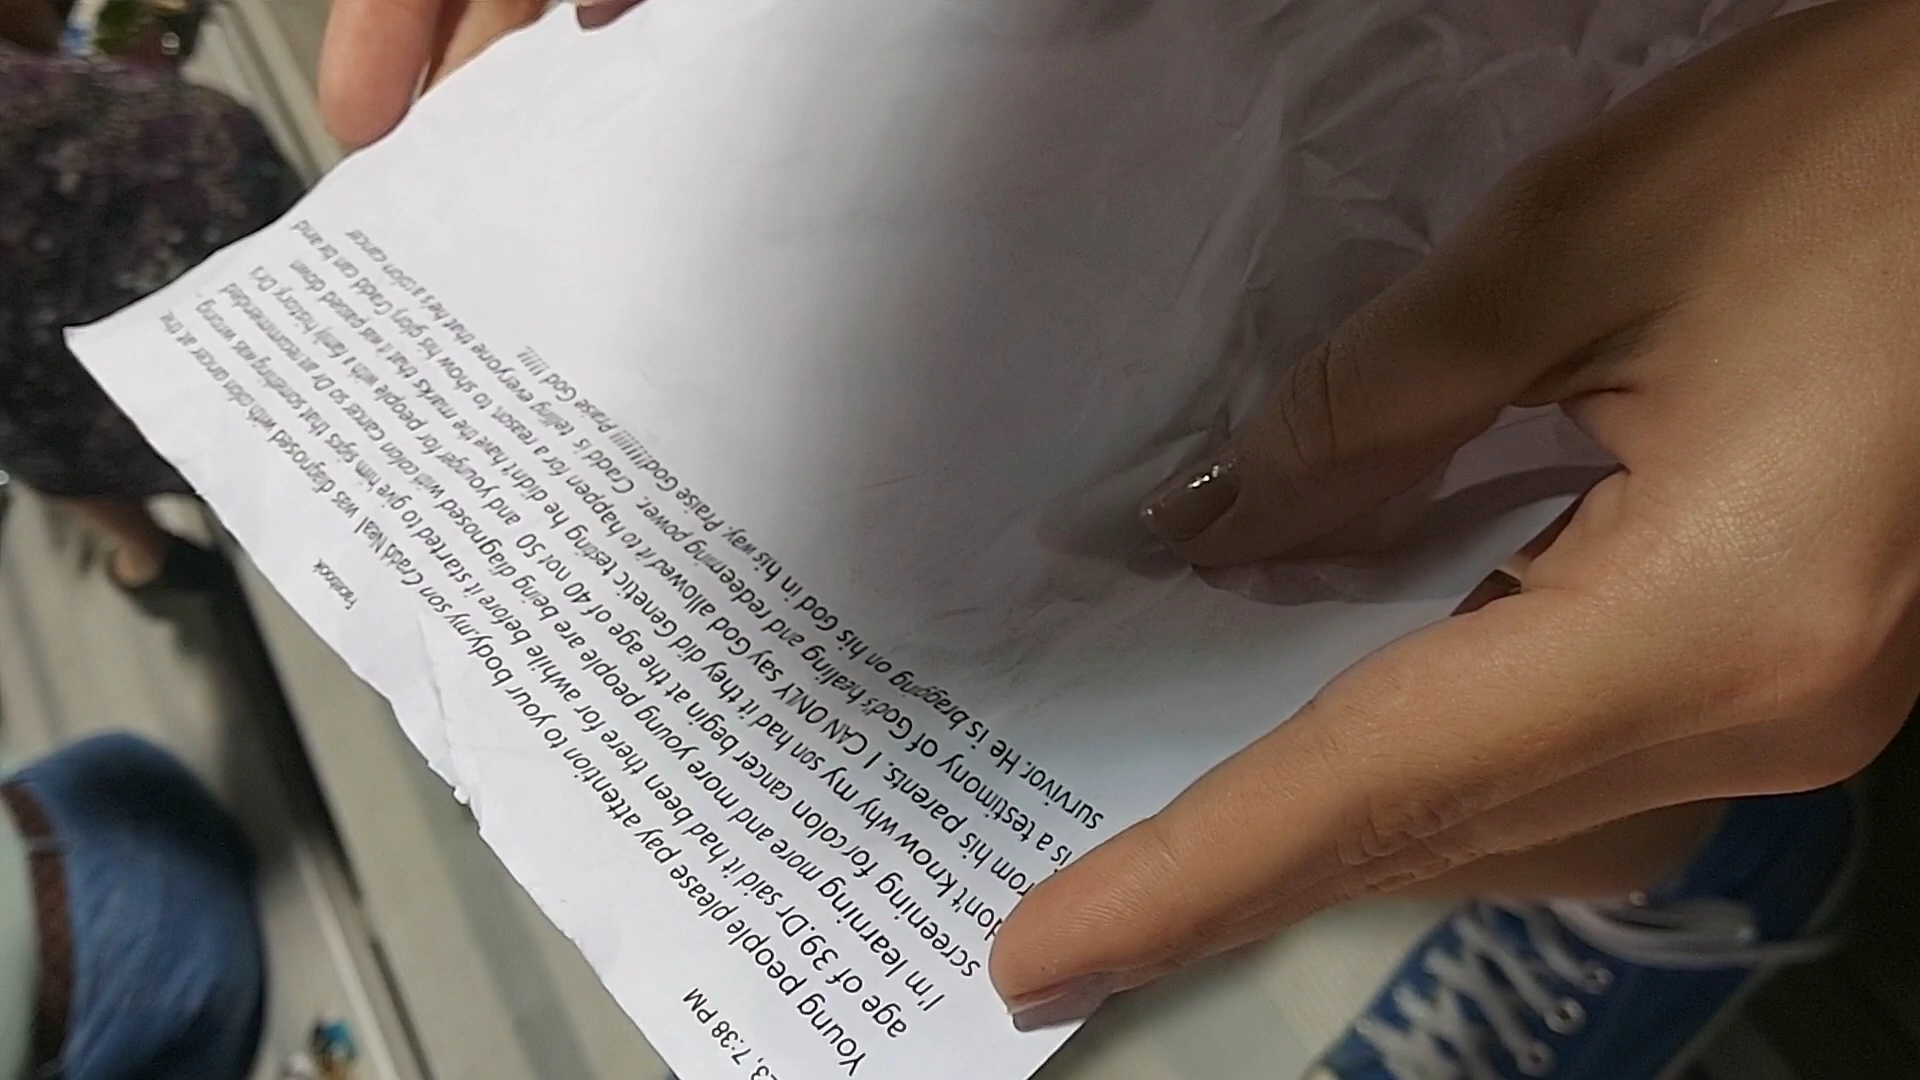 23, 7:38 PM
Facebook
Young people please pay attention to your body.my son Cradd Neal was diagnosed with colon cancer at the
age of 39.Dr said it had been there for awhile before it started to give him signs that something was wrong
I'm learning more and more young people are being diagnosed with colon cancer so Dr are recommended
screening for colon cancer begin at the age of 40 not 50 and younger for people with a family history. Dr's
don't know why my son had it they did Genetic testing he didn't have the marks that it was passed down
from his parents. I CAN ONLY say God allowed it to happen for a reason, to show his glory Cradd can br amd
is a testimony of God's healing and redeeming power. Cradd is telling everyone that he's a colon cancer
survivor. He is bragging on his God in his way. Praise God!!!!!!! Praise God !!!!!